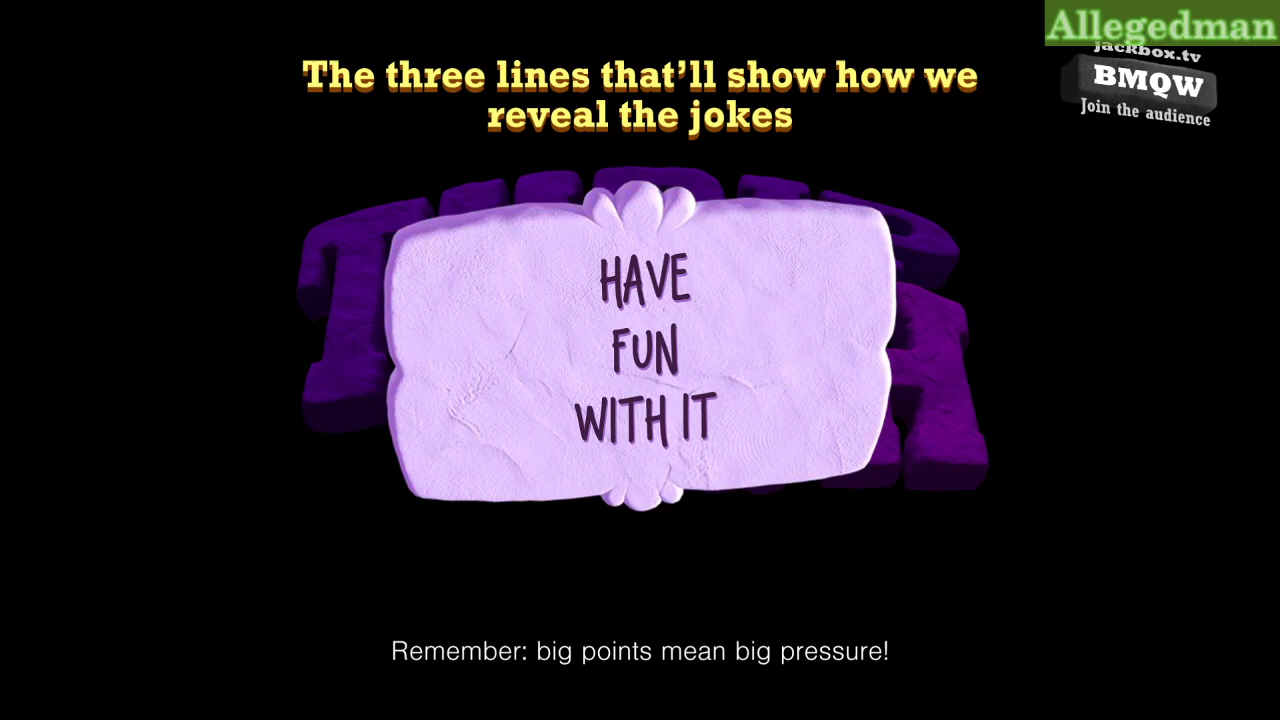 Allegedman
jackbox.tv
BMQW
Join the audience
The three lines that'll show how we
reveal the jokes
HAVE
FUN
WITH IT
Remember: big points mean big pressure!